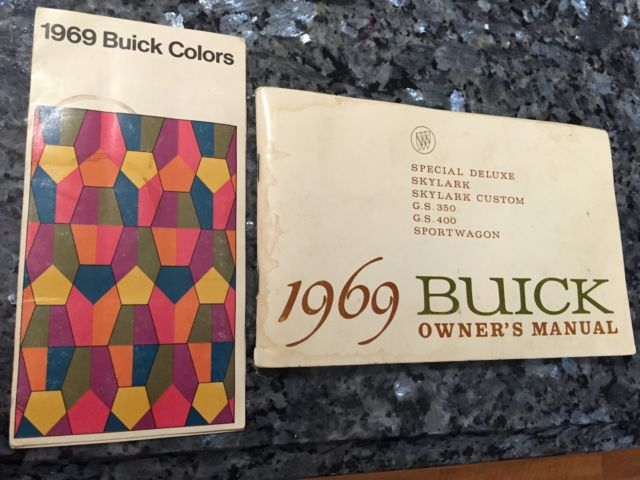 1969 Buick Colors
SPECIAL DELUXE
SKYLARK
SKYLARK CUSTOM
G.S. 350
G.S. 400
SPORTWAGON
1969 BUICK
OWNER'S MANUAL